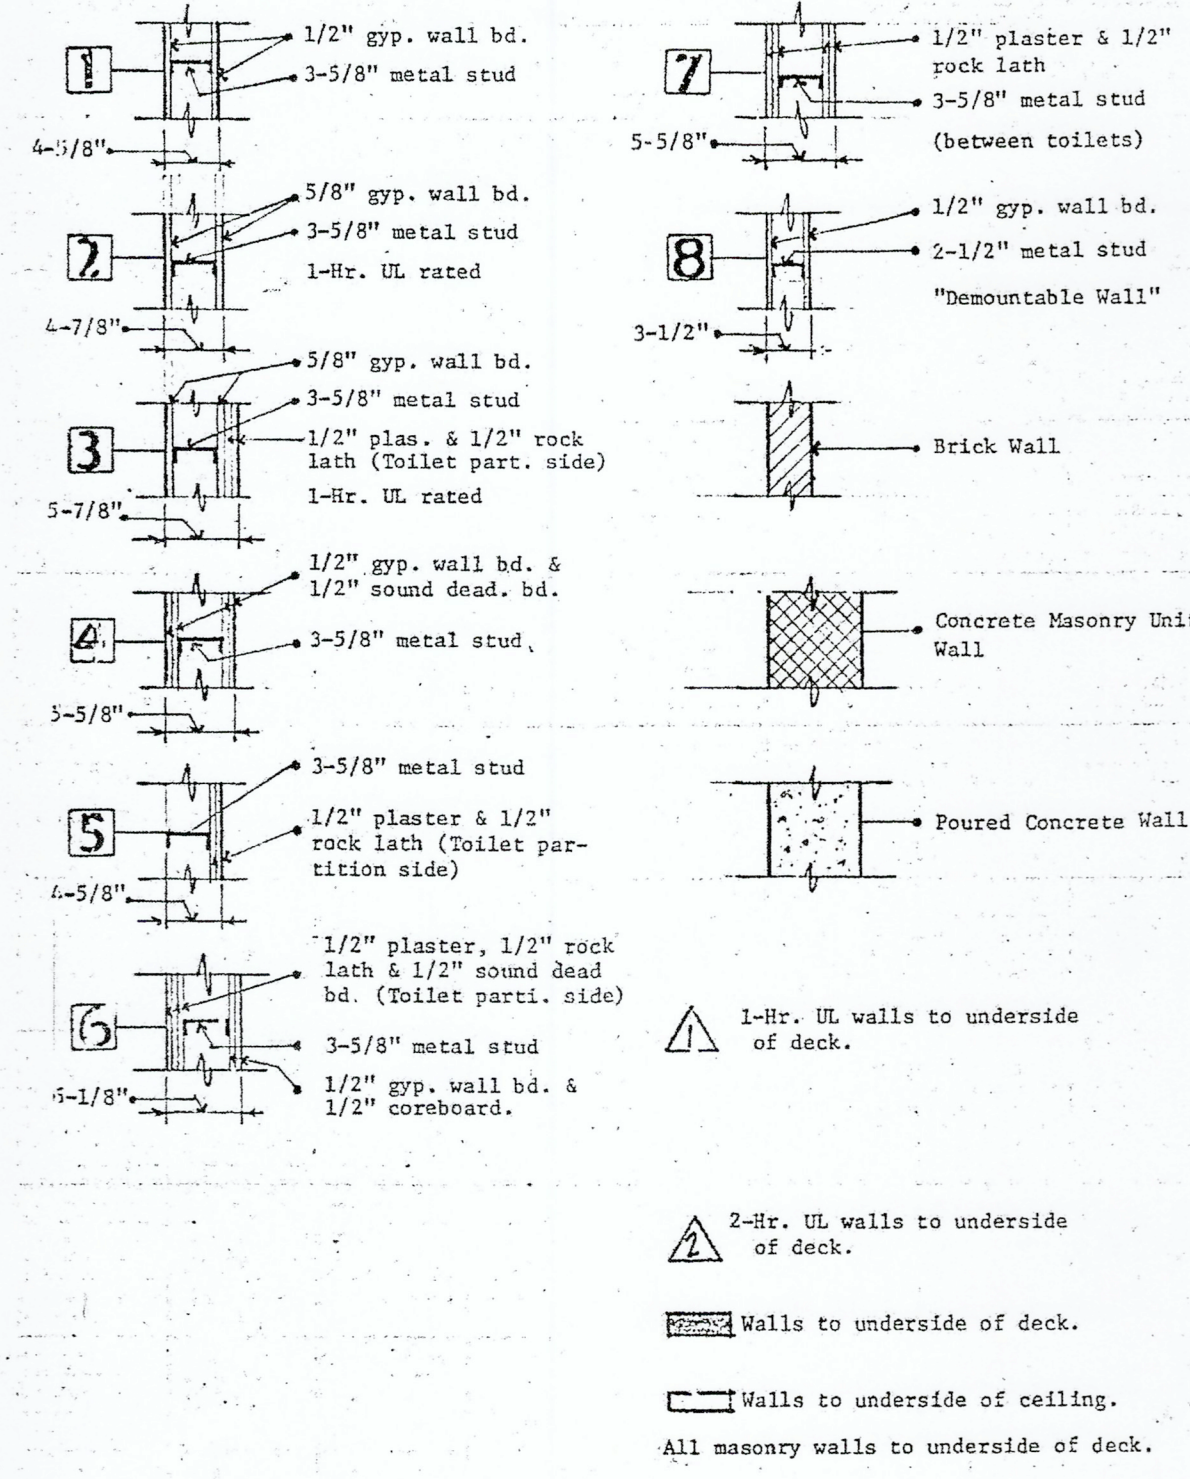 1
1/2" gyp. wall bd.
3-5/8" metal stud
4-5/8"
2
5/8" gyp. wall bd.
3-5/8" metal stud
1-Hr. UL rated
4-7/8"
3
5/8" gyp. wall bd.
3-5/8" metal stud
1/2" plas. & 1/2" rock
lath (Toilet part. side)
1-Hr. UL rated
5-7/8"
4
1/2" gyp. wall bd. &
1/2" sound dead. bd.
3-5/8" metal stud
5-5/8"
5
3-5/8" metal stud
1/2" plaster & 1/2"
rock lath (Toilet par-
tition side)
4-5/8"
6
1/2" plaster, 1/2" rock
lath & 1/2" sound dead
bd. (Toilet parti. side)
3-5/8" metal stud
1/2" gyp. wall bd. &
1/2" coreboard.
6-1/8"
7
1/2" plaster & 1/2"
rock lath
3-5/8" metal stud
(between toilets)
5-5/8"
8
1/2" gyp. wall bd.
2-1/2" metal stud
"Demountable Wall"
3-1/2"
Brick Wall
Concrete Masonry Unit
Wall
Poured Concrete Wall
1
1-Hr. UL walls to underside
of deck.
2
2-Hr. UL walls to underside
of deck.
Walls to underside of deck.
Walls to underside of ceiling.
All masonry walls to underside of deck.